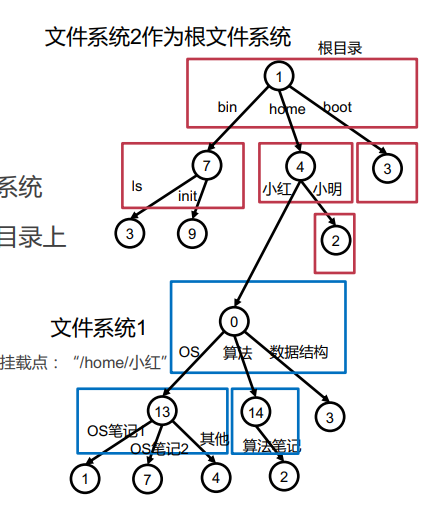 文件系统2作为根文件系统
根目录
1
bin
home
boot
7
4
3
ls
init
小红
小明
系统
3
9
2
目录上
文件系统1
0
挂载点：“/home/小红”
OS
算法
数据结构
13
14
3
OS笔记1
OS笔记2
其他
算法笔记
1
7
4
2